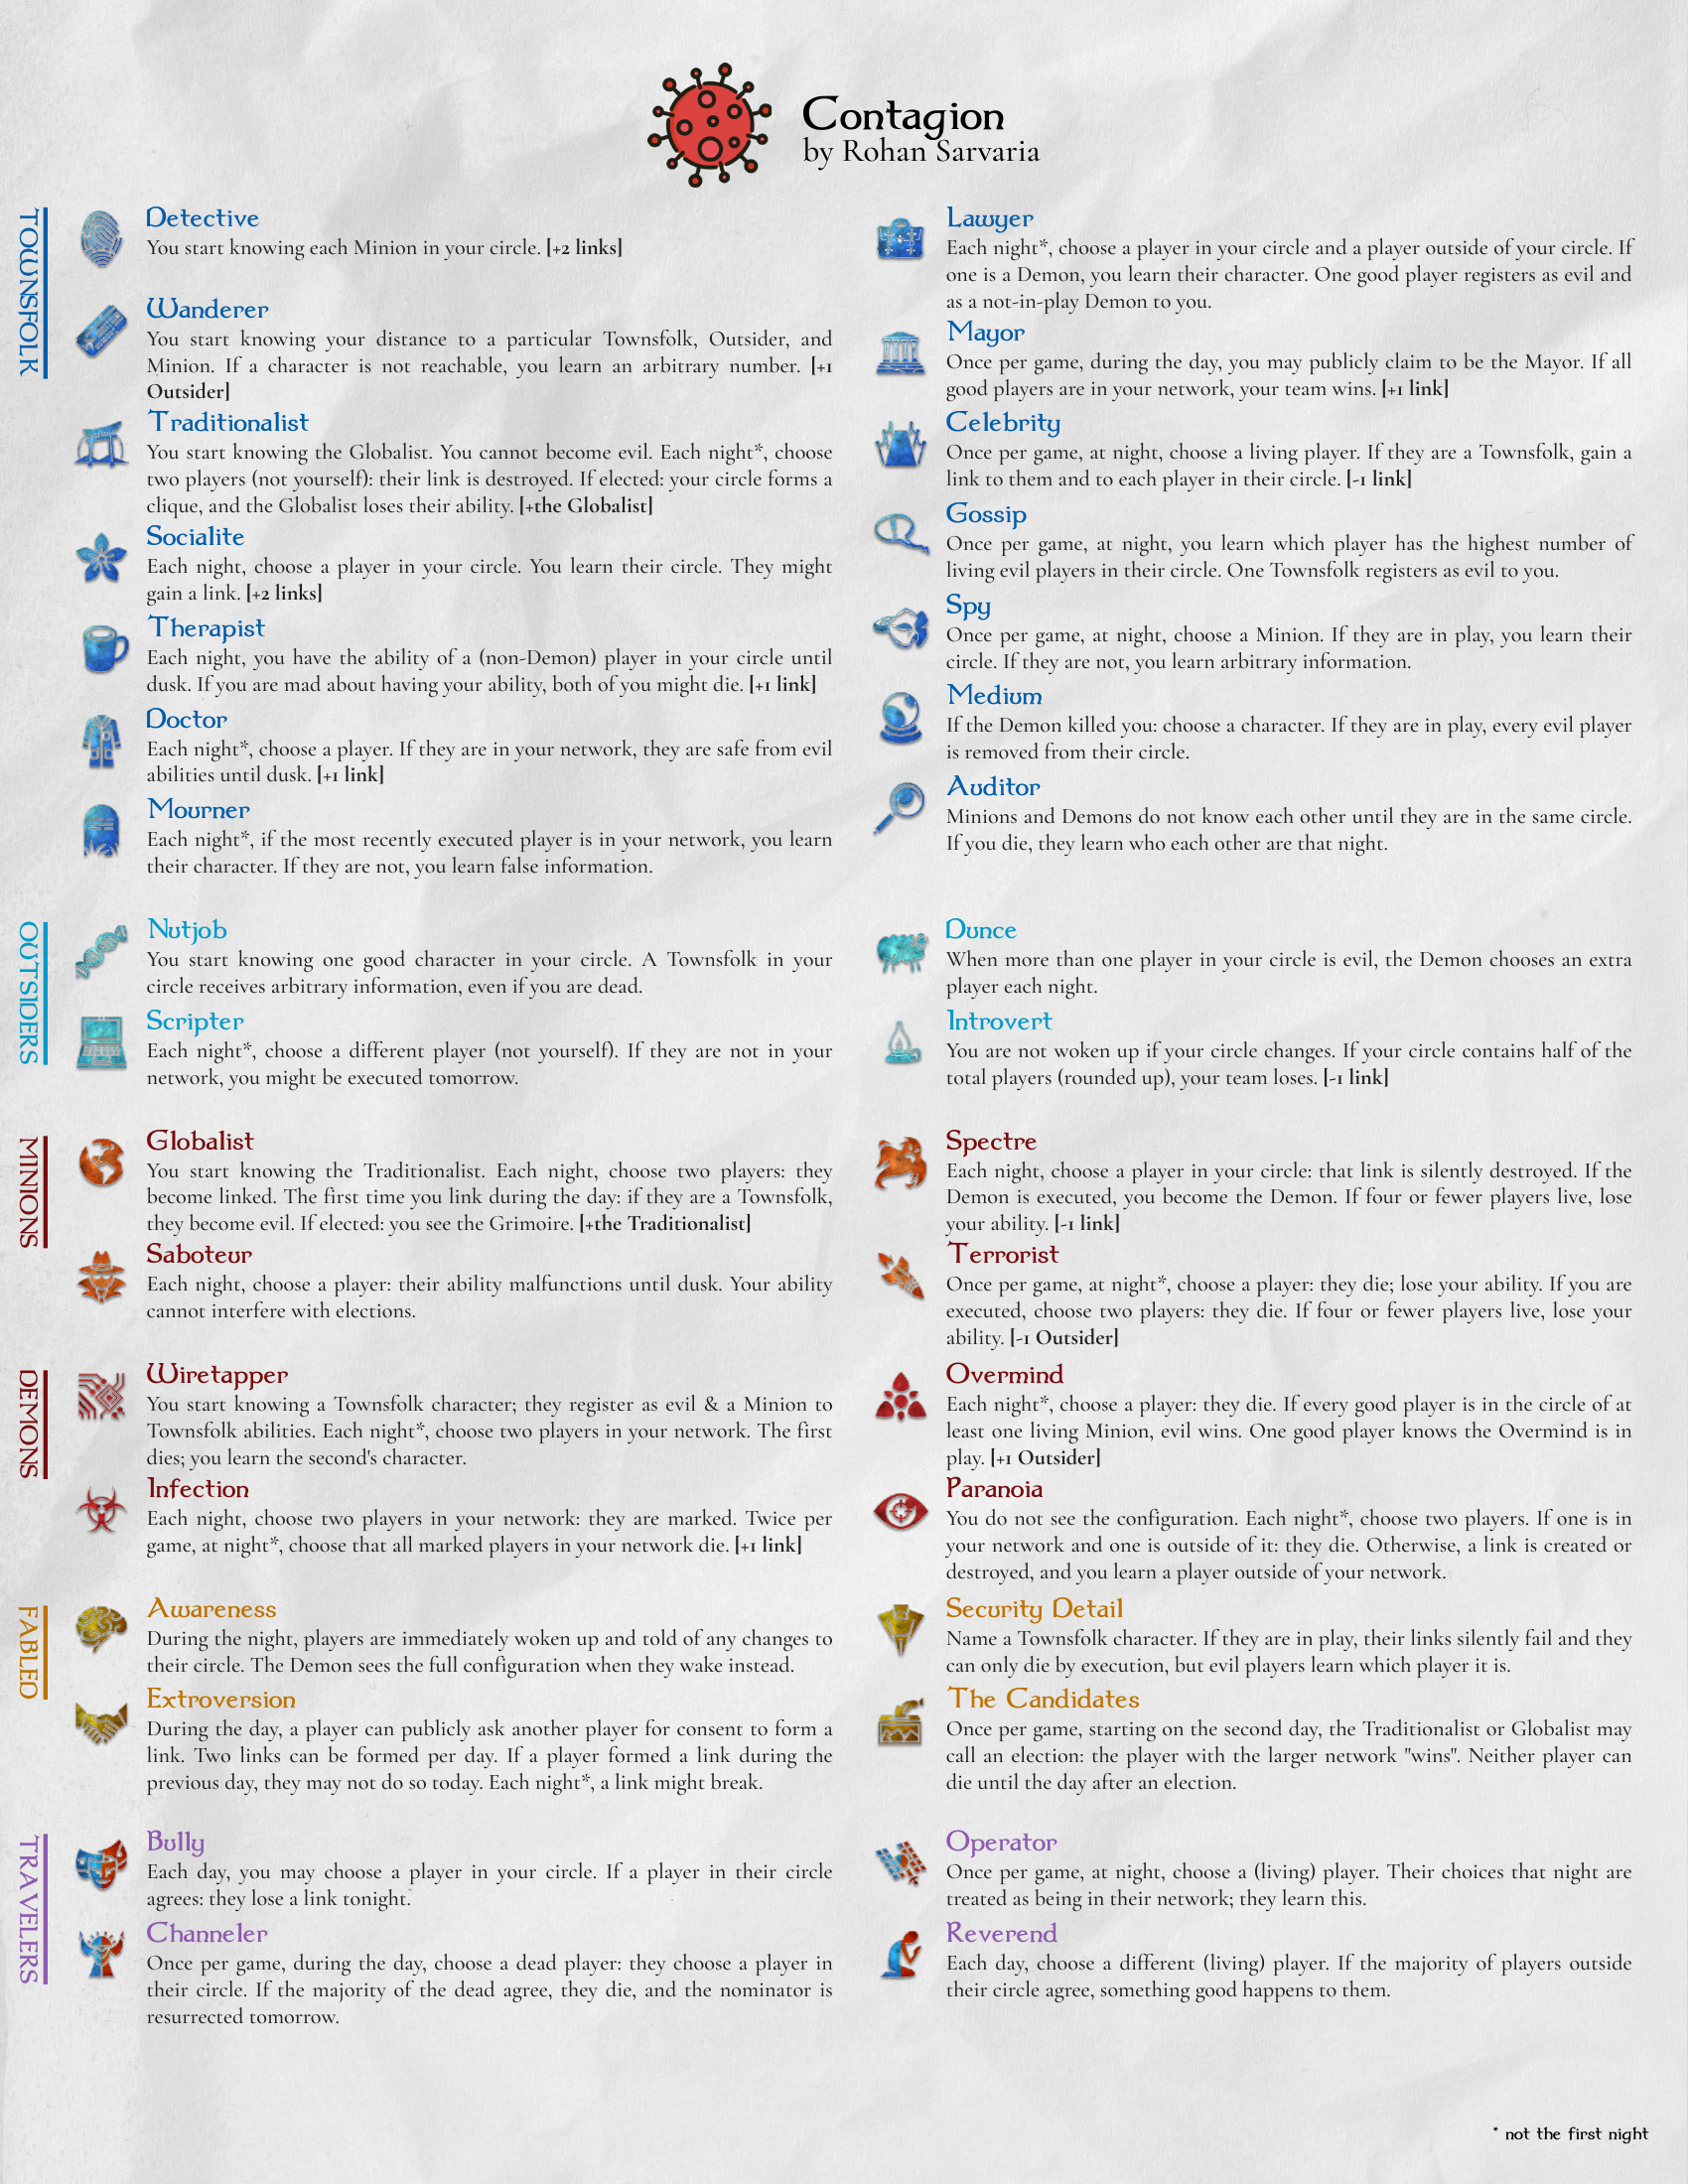 Contagion
by Rohan Sarvaria
TOWNSFOLK
Detective
You start knowing each Minion in your circle. [+2 links]
Wanderer
You start knowing your distance to a particular Townsfolk, Outsider, and
Minion. If a character is not reachable, you learn an arbitrary number. [+1
Outsider]
Traditionalist
You start knowing the Globalist. You cannot become evil. Each night*, choose
two players (not yourself): their link is destroyed. If elected: your circle forms a
clique, and the Globalist loses their ability. [+the Globalist]
Socialite
Each night, choose a player in your circle. You learn their circle. They might
gain a link. [+2 links]
Therapist
Each night, you have the ability of a (non-Demon) player in your circle until
dusk. If you are mad about having your ability, both of you might die. [+1 link]
Doctor
Each night*, choose a player. If they are in your network, they are safe from evil
abilities until dusk. [+1 link]
Mourner
Each night*, if the most recently executed player is in your network, you learn
their character. If they are not, you learn false information.
Lawyer
Each night*, choose a player in your circle and a player outside of your circle. If
one is a Demon, you learn their character. One good player registers as evil and
as a not-in-play Demon to you.
Mayor
Once per game, during the day, you may publicly claim to be the Mayor. If all
good players are in your network, your team wins. [+1 link]
Celebrity
Once per game, at night, choose a living player. If they are a Townsfolk, gain a
link to them and to each player in their circle. [-1 link]
Gossip
Once per game, at night, you learn which player has the highest number of
living evil players in their circle. One Townsfolk registers as evil to you.
Spy
Once per game, at night, choose a Minion. If they are in play, you learn their
circle. If they are not, you learn arbitrary information.
Medium
If the Demon killed you: choose a character. If they are in play, every evil player
is removed from their circle.
Auditor
Minions and Demons do not know each other until they are in the same circle.
If you die, they learn who each other are that night.
OUTSIDERS
Nutjob
You start knowing one good character in your circle. A Townsfolk in your
circle receives arbitrary information, even if you are dead.
Scripter
Each night*, choose a different player (not yourself). If they are not in your
network, you might be executed tomorrow.
Dunce
When more than one player in your circle is evil, the Demon chooses an extra
player each night.
Introvert
You are not woken up if your circle changes. If your circle contains half of the
total players (rounded up), your team loses. [-1 link]
MINIONS
Globalist
You start knowing the Traditionalist. Each night, choose two players: they
become linked. The first time you link during the day: if they are a Townsfolk,
they become evil. If elected: you see the Grimoire. [+the Traditionalist]
Saboteur
Each night, choose a player: their ability malfunctions until dusk. Your ability
cannot interfere with elections.
Spectre
Each night, choose a player in your circle: that link is silently destroyed. If the
Demon is executed, you become the Demon. If four or fewer players live, lose
your ability. [-1 link]
Terrorist
Once per game, at night*, choose a player: they die; lose your ability. If you are
executed, choose two players: they die. If four or fewer players live, lose your
ability. [-1 Outsider]
DEMONS
Wiretapper
You start knowing a Townsfolk character; they register as evil & a Minion to
Townsfolk abilities. Each night*, choose two players in your network. The first
dies; you learn the second's character.
Infection
Each night, choose two players in your network: they are marked. Twice per
game, at night*, choose that all marked players in your network die. [+1 link]
Overmind
Each night*, choose a player: they die. If every good player is in the circle of at
least one living Minion, evil wins. One good player knows the Overmind is in
play. [+1 Outsider]
Paranoia
You do not see the configuration. Each night*, choose two players. If one is in
your network and one is outside of it: they die. Otherwise, a link is created or
destroyed, and you learn a player outside of your network.
FABLED
Awareness
During the night, players are immediately woken up and told of any changes to
their circle. The Demon sees the full configuration when they wake instead.
Extroversion
During the day, a player can publicly ask another player for consent to form a
link. Two links can be formed per day. If a player formed a link during the
previous day, they may not do so today. Each night*, a link might break.
Security Detail
Name a Townsfolk character. If they are in play, their links silently fail and they
can only die by execution, but evil players learn which player it is.
The Candidates
Once per game, starting on the second day, the Traditionalist or Globalist may
call an election: the player with the larger network "wins". Neither player can
die until the day after an election.
TRAVELERS
Bully
Each day, you may choose a player in your circle. If a player in their circle
agrees: they lose a link tonight.
Channeler
Once per game, during the day, choose a dead player: they choose a player in
their circle. If the majority of the dead agree, they die, and the nominator is
resurrected tomorrow.
Operator
Once per game, at night, choose a (living) player. Their choices that night are
treated as being in their network; they learn this.
Reverend
Each day, choose a different (living) player. If the majority of players outside
their circle agree, something good happens to them.
* not the first night